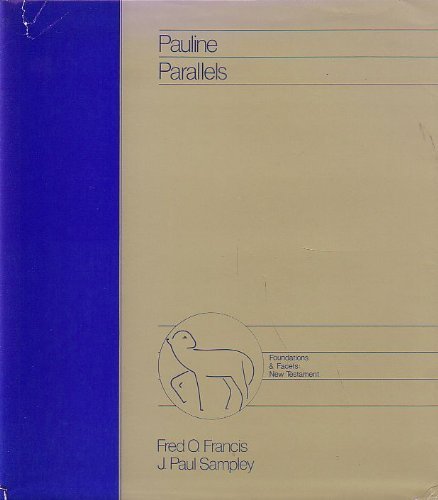 Pauline
Parallels
Foundations
& Facets:
New Testament
Fred O. Francis
J. Paul Sampley